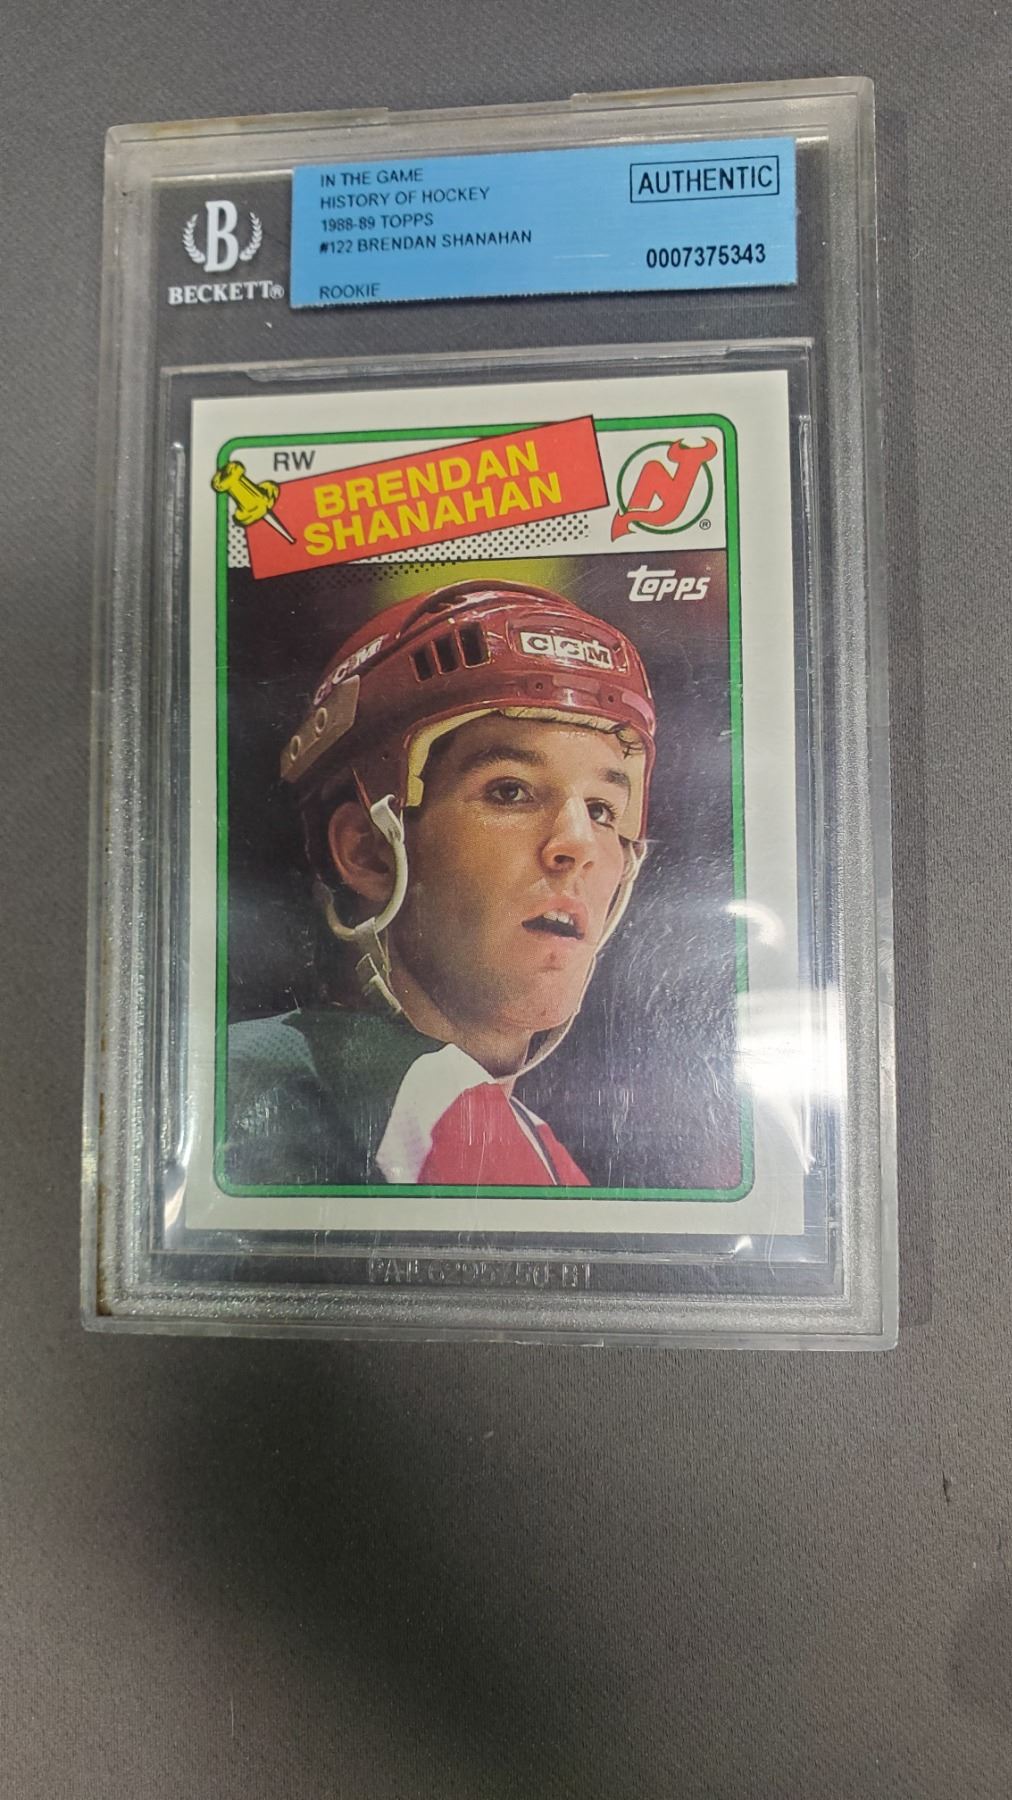 IN THE GAME
HISTORY OF HOCKEY
1988-89 TOPPS
#122 BRENDAN SHANAHAN
ROOKIE
AUTHENTIC
0007375343
B
BECKETT®
RW
BRENDAN
SHANAHAN
NJ
®
topps
CCM
CCM